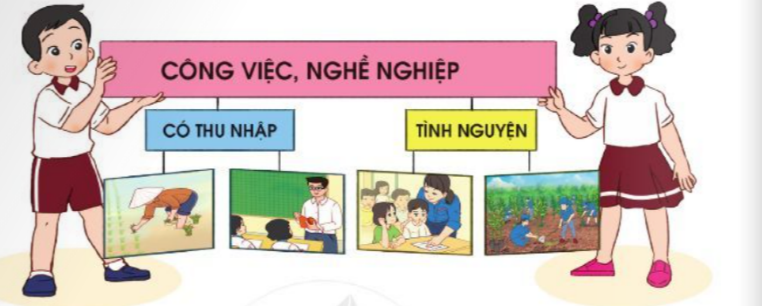 CÔNG VIỆC, NGHỀ NGHIỆP
CÓ THU NHẬP
TÌNH NGUYỆN